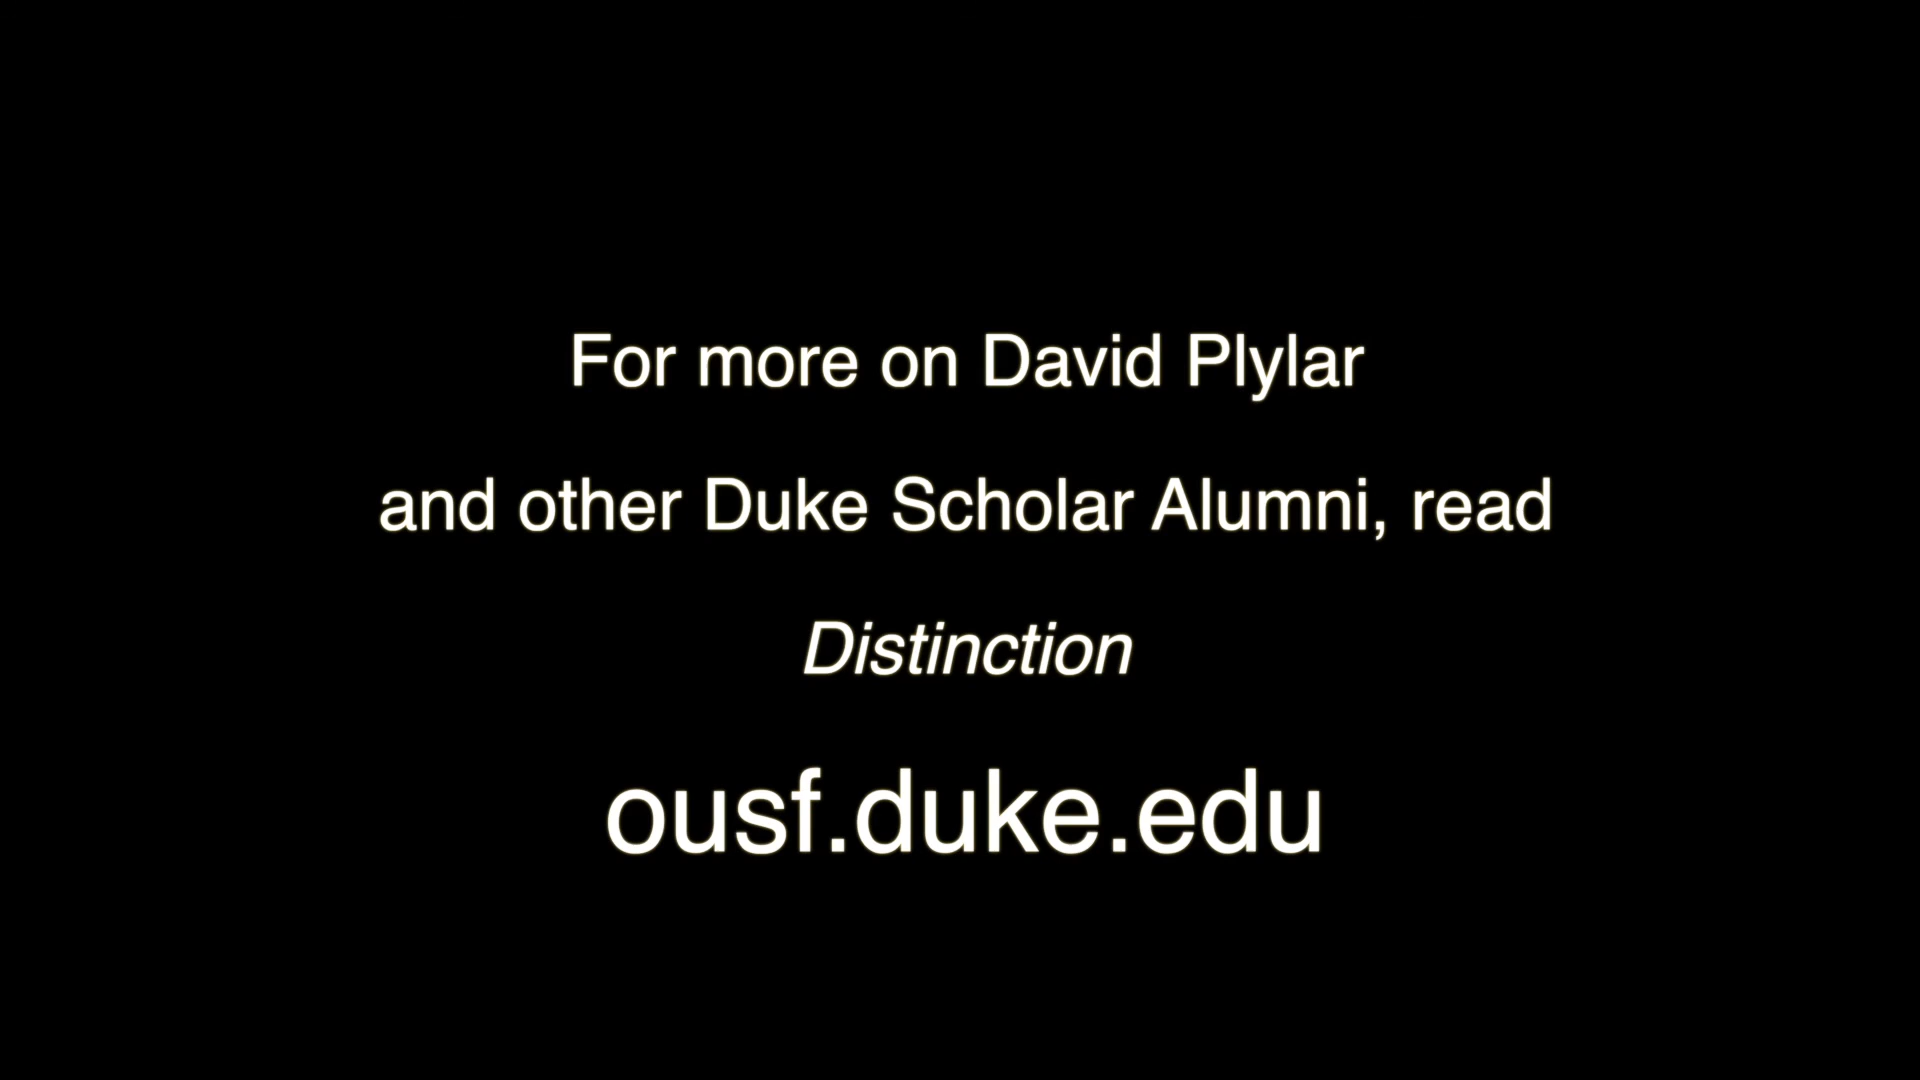 For more on David Plylar
and other Duke Scholar Alumni, read
Distinction
ousf.duke.edu